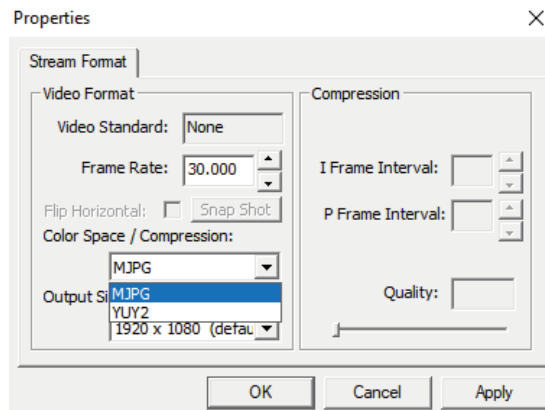 Properties
Stream Format
Video Format
Video Standard: None
Frame Rate: 30.000
Flip Horizontal: Snap Shot
Color Space / Compression:
MJPG
MJPG
YUY2
Output Si
1920 x 1080 (defau
Compression
I Frame Interval:
P Frame Interval:
Quality:
OK Cancel Apply